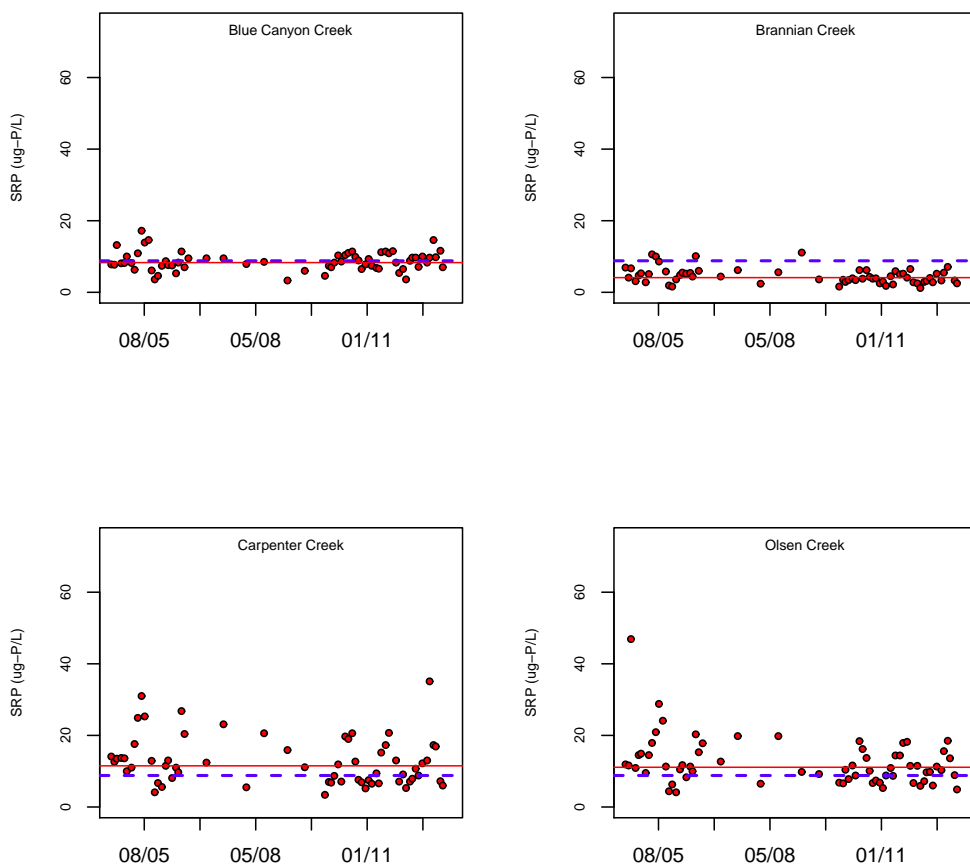 Blue Canyon Creek
SRP (ug-P/L)
60
40
20
0
08/05 05/08 01/11
Brannian Creek
SRP (ug-P/L)
60
40
20
0
08/05 05/08 01/11
Carpenter Creek
SRP (ug-P/L)
60
40
20
0
08/05 05/08 01/11
Olsen Creek
SRP (ug-P/L)
60
40
20
0
08/05 05/08 01/11